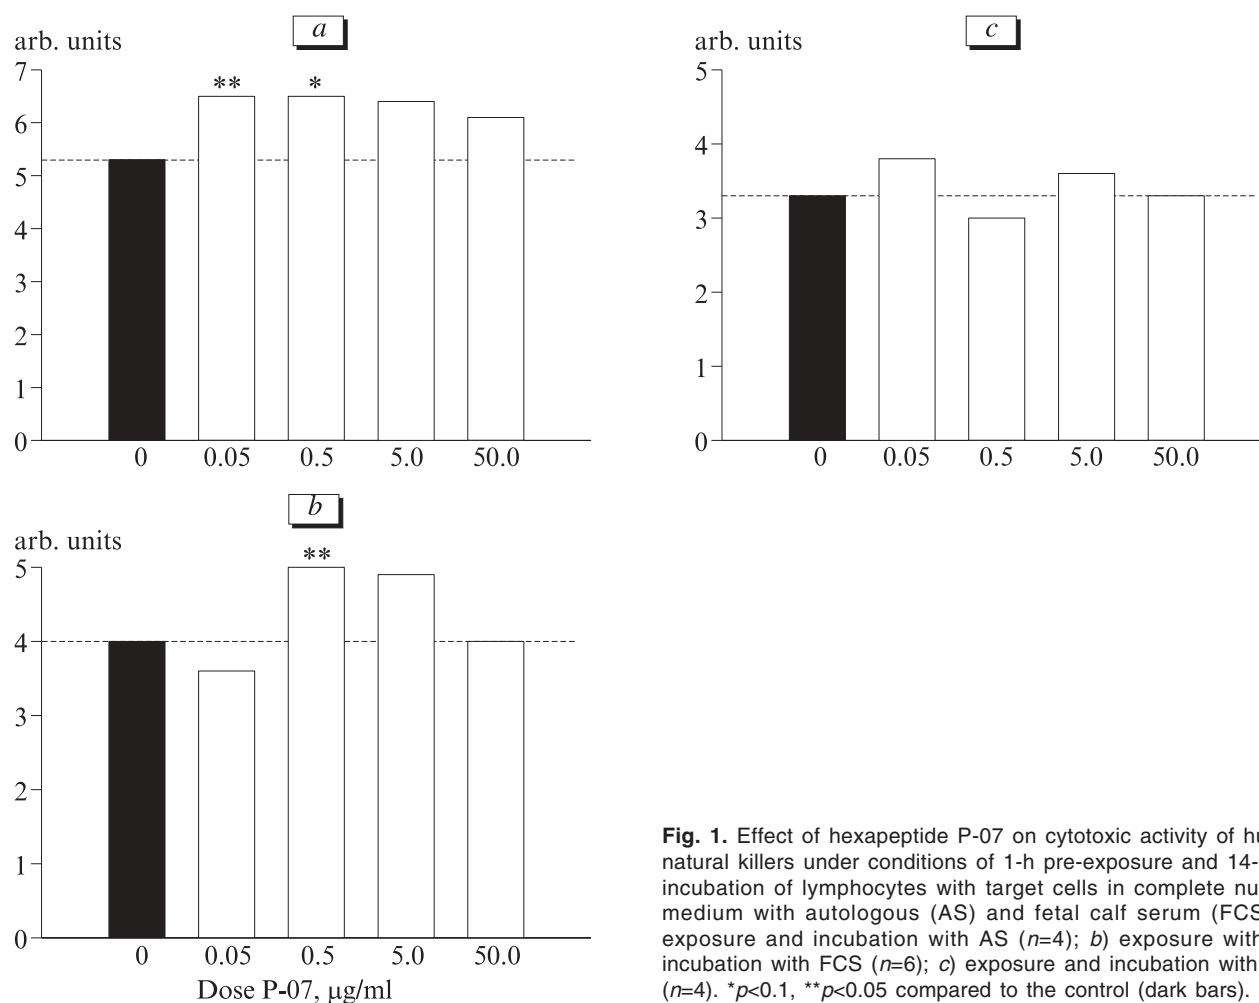 a
arb. units
7
** *
6
5
4
3
2
1
0
0 0.05 0.5 5.0 50.0
c
arb. units
5
4
3
2
1
0
0 0.05 0.5 5.0 50.0
b
arb. units
**
5
4
3
2
1
0
0 0.05 0.5 5.0 50.0
Dose P-07, μg/ml
Fig. 1. Effect of hexapeptide P-07 on cytotoxic activity of
natural killers under conditions of 1-h pre-exposure and 14-
incubation of lymphocytes with target cells in complete
medium with autologous (AS) and fetal calf serum (FCS
exposure and incubation with AS (n=4); b) exposure with
incubation with FCS (n=6); c) exposure and incubation with
(n=4). *p<0.1, **p<0.05 compared to the control (dark bars).